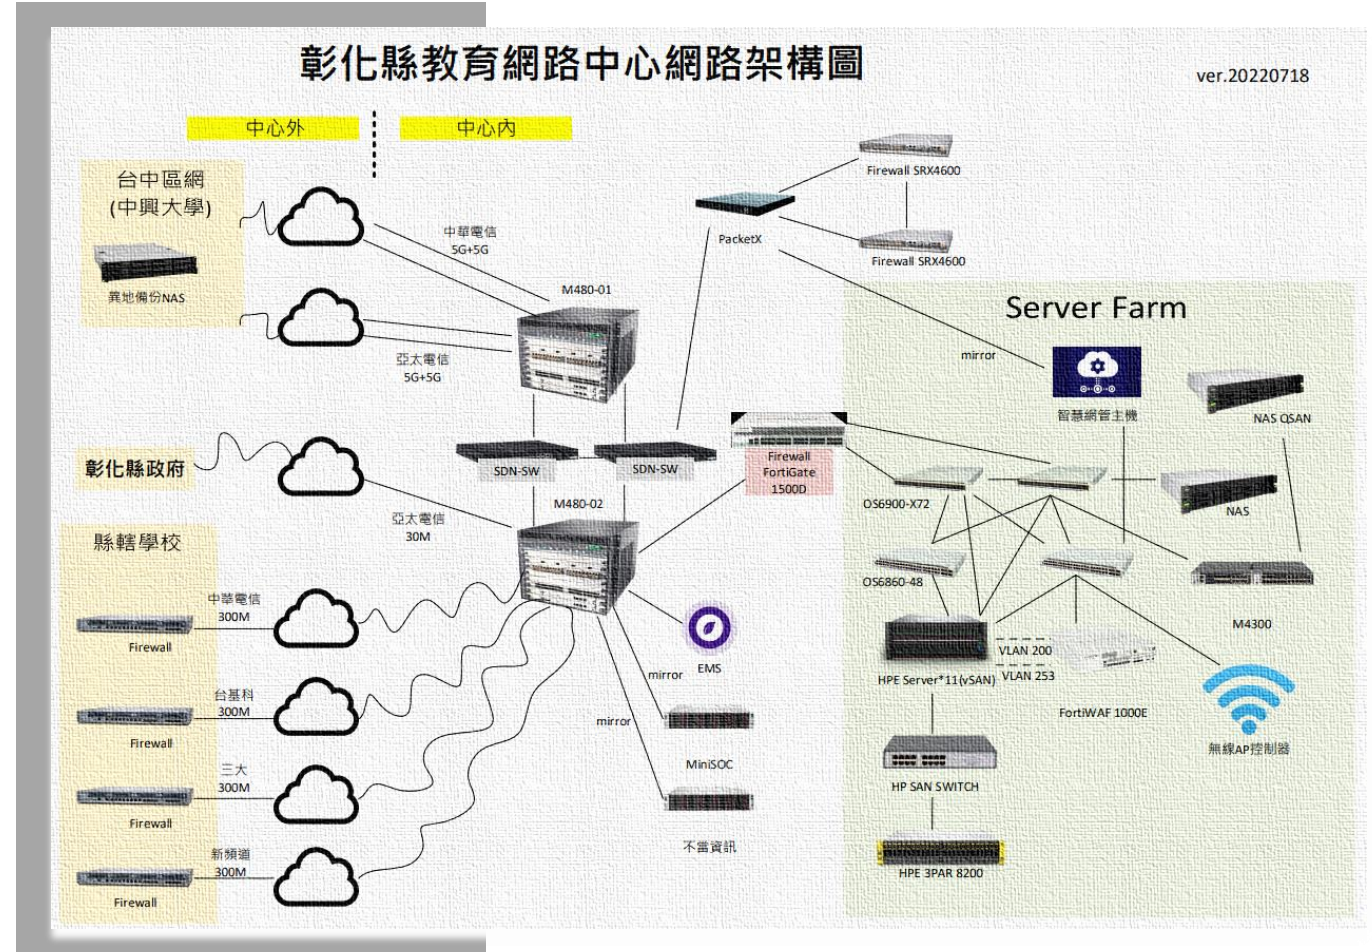 彰化縣教育網路中心網路架構圖
ver.20220718
中心外
中心內
台中區網
(中興大學)
異地備份NAS
中華電信
5G+5G
亞太電信
5G+5G
M480-01
PacketX
Firewall SRX4600
Firewall SRX4600
Server Farm
mirror
智慧網管主機
NAS QSAN
彰化縣政府
SDN-SW
SDN-SW
Firewall
FortiGate
1500D
亞太電信
30M
M480-02
OS6900-X72
NAS
縣轄學校
OS6860-48
M4300
中華電信
300M
Firewall
台基科
300M
Firewall
三大
300M
Firewall
新頻道
300M
Firewall
EMS
mirror
mirror
MiniSOC
不當資訊
VLAN 200
VLAN 253
HPE Server*11(vSAN)
FortiWAF 1000E
無線AP控制器
HP SAN SWITCH
HPE 3PAR 8200